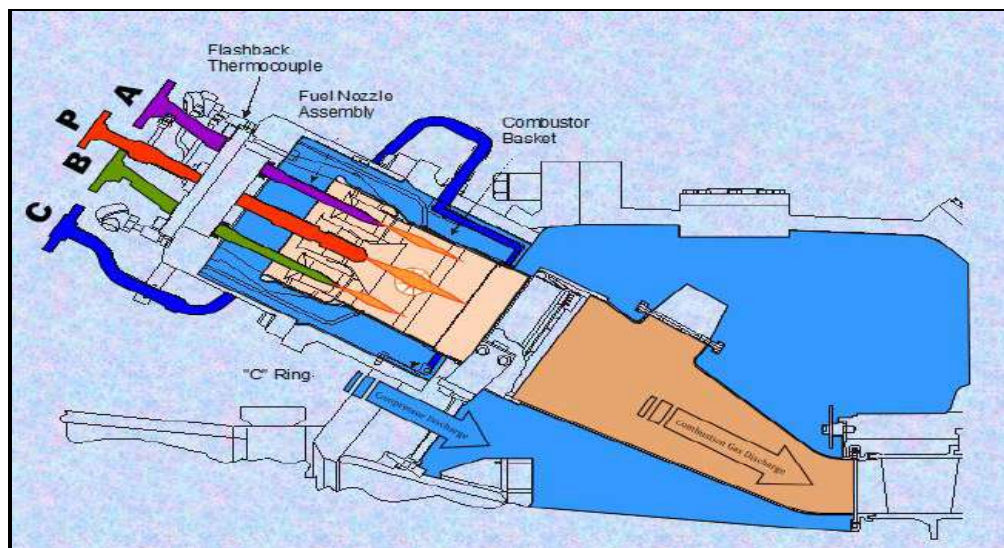 Flashback
Thermocouple
A
Fuel Nozzle
Assembly
P
Combustor
Basket
B
C
"C" Ring
Compressor Discharge
Combustion Gas Discharge